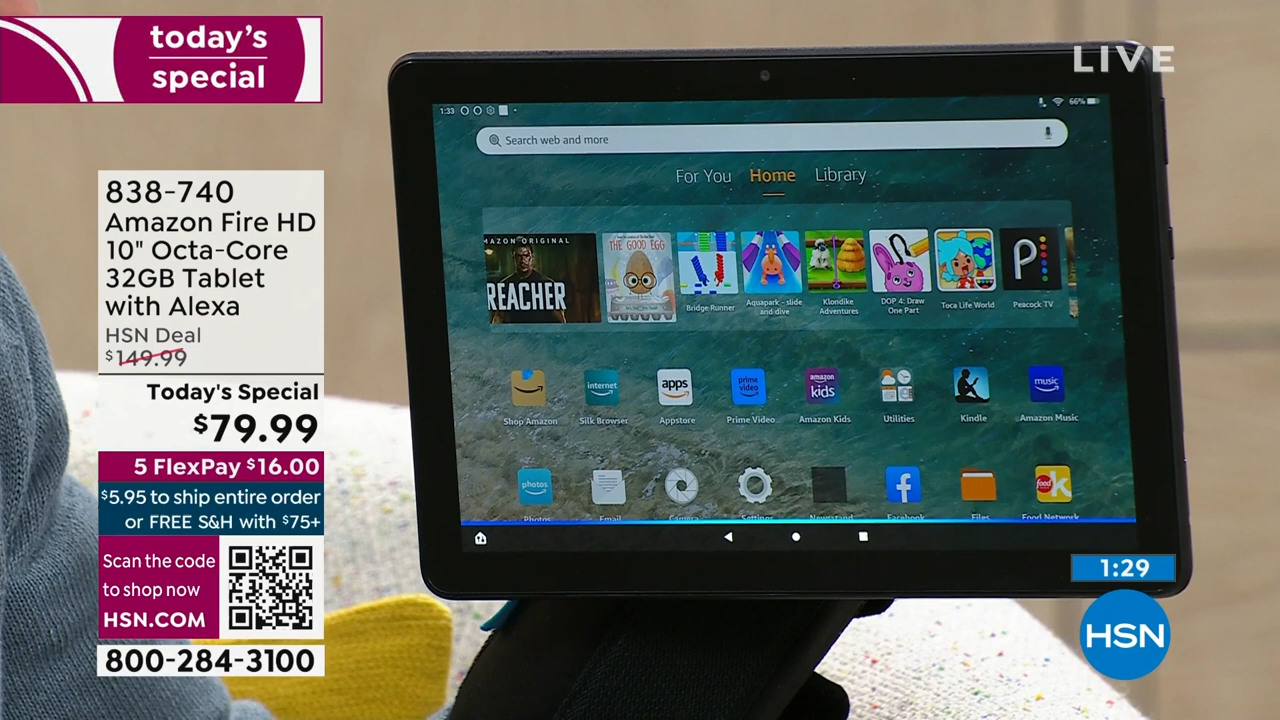 today's
special
LIVE
838-740
Amazon Fire HD
10" Octa-Core
32GB Tablet
with Alexa
HSN Deal
$149.99
Today's Special
$79.99
5 FlexPay $16.00
$5.95 to ship entire order
or FREE S&H with $75+
Scan the code
to shop now
HSN.COM
800-284-3100
1:33
66%
Search web and more
For You Home Library
AMAZON ORIGINAL
REACHER
THE GOOD EGG
Bridge Runner
Aquapark - slide
and dive
Klondike
Adventures
DOP 4: Draw
One Part
Toca Life World
P
Peacock TV
internet
apps
prime
video
amazon
kids
music
Shop Amazon Silk Browser Appstore Prime Video Amazon Kids Utilities Kindle Amazon Music
photos
food
k
Photos Email Camera Settings Newsstand Facebook Files Food Network
1:29
HSN